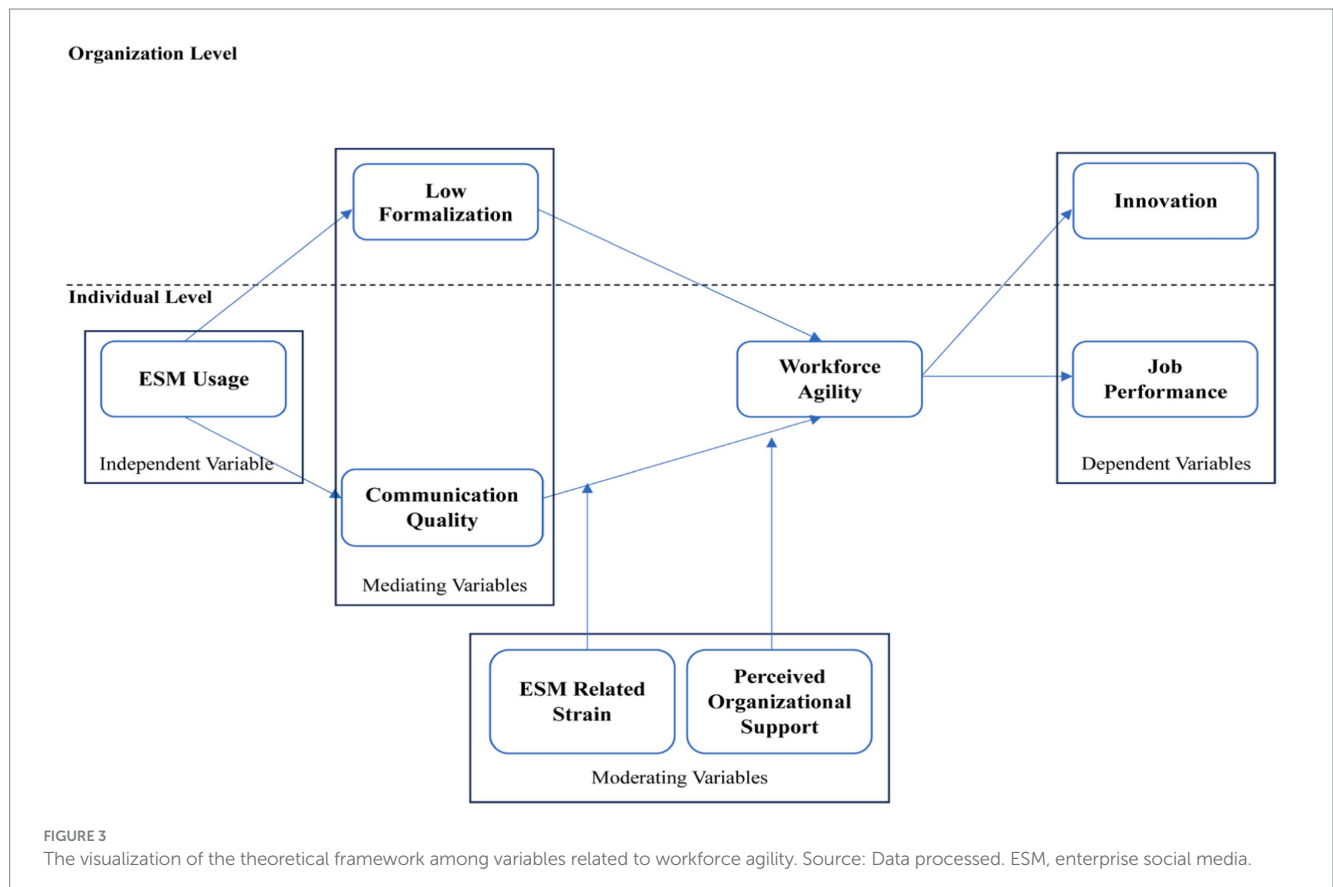 Organization Level
Low
Formalization
Innovation
Individual Level
ESM Usage
Independent Variable
Workforce
Agility
Job
Performance
Dependent Variables
Communication
Quality
Mediating Variables
ESM Related
Strain
Perceived
Organizational
Support
Moderating Variables
FIGURE 3
The visualization of the theoretical framework among variables related to workforce agility. Source: Data processed. ESM, enterprise social media.